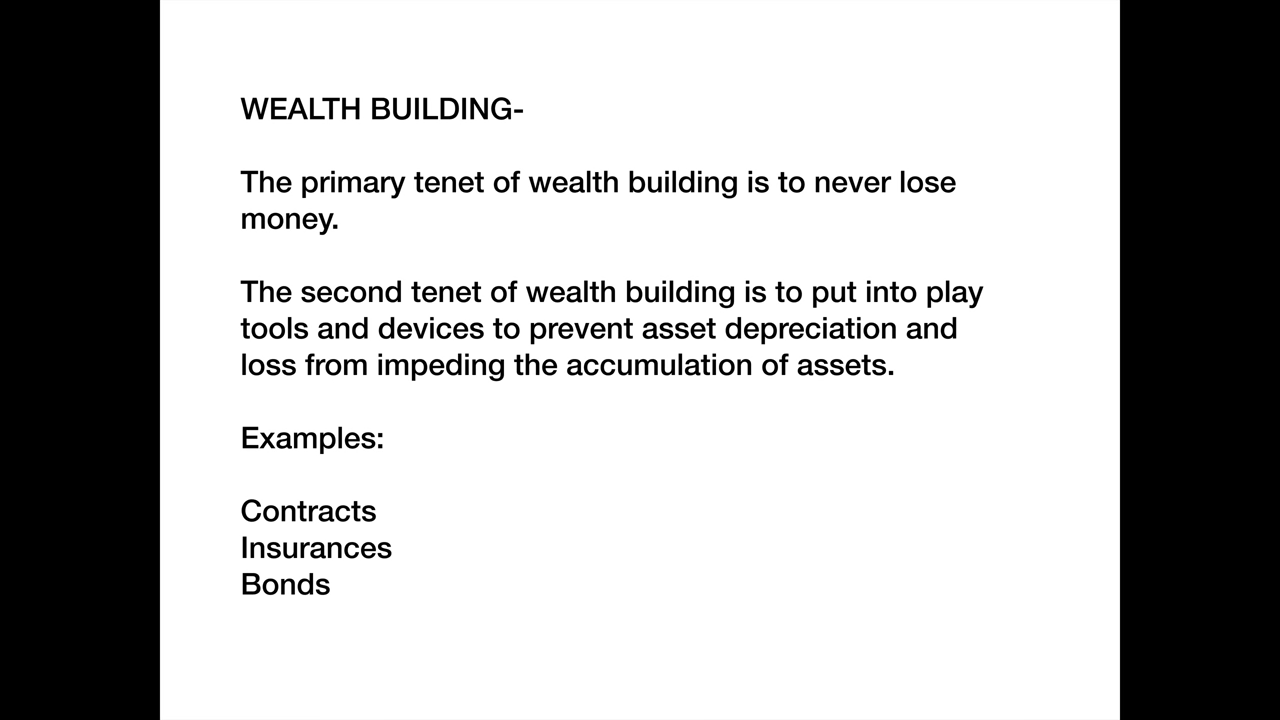 WEALTH BUILDING-
The primary tenet of wealth building is to never lose
money.
The second tenet of wealth building is to put into play
tools and devices to prevent asset depreciation and
loss from impeding the accumulation of assets.
Examples:
Contracts
Insurances
Bonds